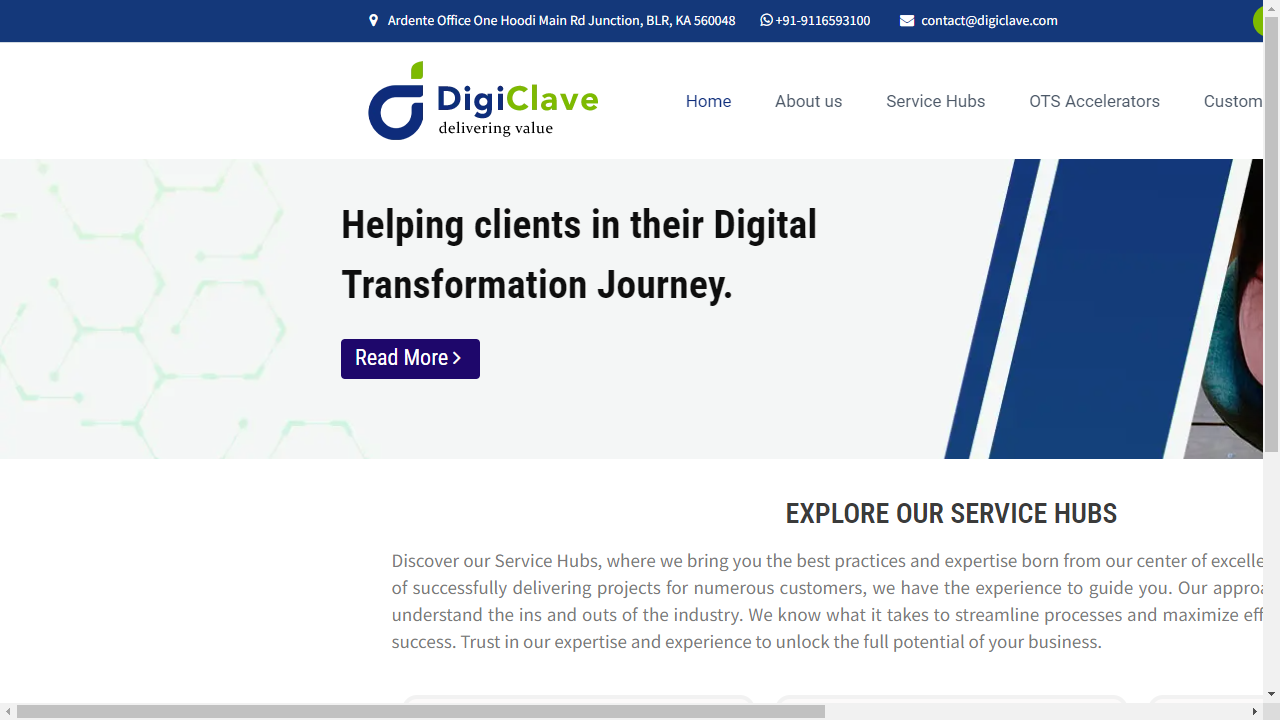 Ardente Office One Hoodi Main Rd Junction, BLR, KA 560048 +91-9116593100 contact@digiclave.com
DigiClave
delivering value
Home About us Service Hubs OTS Accelerators Custom
Helping clients in their Digital
Transformation Journey.
Read More
EXPLORE OUR SERVICE HUBS
Discover our Service Hubs, where we bring you the best practices and expertise born from our center of excelle
of successfully delivering projects for numerous customers, we have the experience to guide you. Our approa
understand the ins and outs of the industry. We know what it takes to streamline processes and maximize eff
success. Trust in our expertise and experience to unlock the full potential of your business.